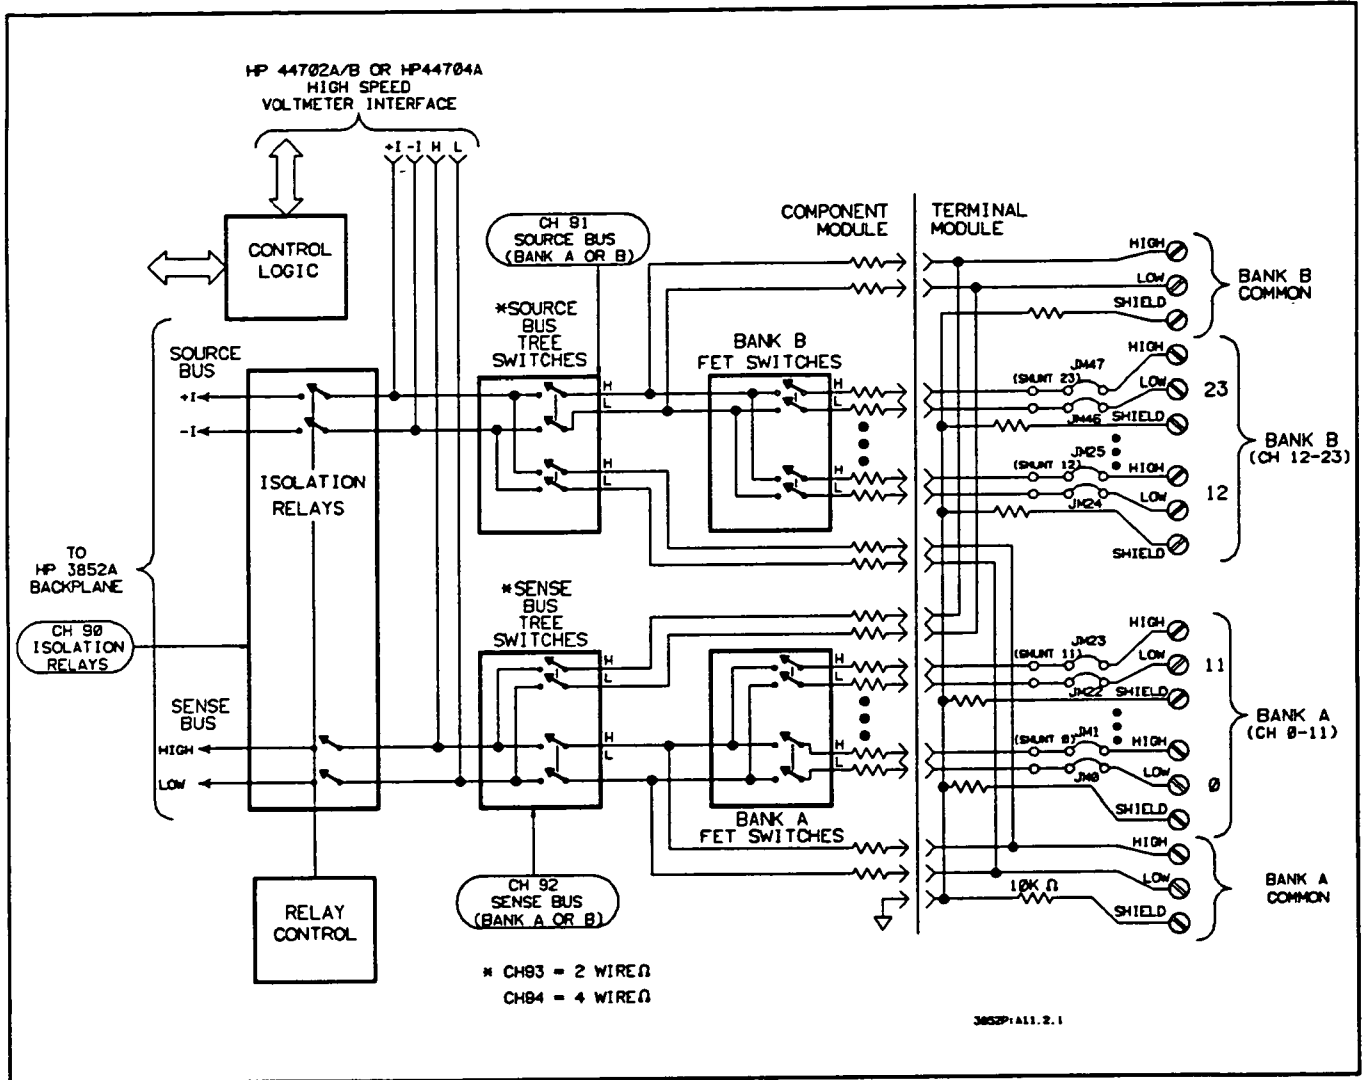 HP 44702A/B OR HP44704A
HIGH SPEED
VOLTMETER INTERFACE
+I -I H L
CONTROL
LOGIC
CH 91
SOURCE BUS
(BANK A OR B)
COMPONENT
MODULE
TERMINAL
MODULE
HIGH
LOW
SHIELD
BANK B
COMMON
*SOURCE
BUS
TREE
SWITCHES
BANK B
FET SWITCHES
SOURCE
BUS
+I
-I
ISOLATION
RELAYS
H
L
H
L
H
L
H
L
(SHUNT 23)
JM47
JM46
HIGH
LOW
SHIELD
23
(SHUNT 12)
JM25
JM24
HIGH
LOW
SHIELD
12
BANK B
(CH 12-23)
TO
HP 3852A
BACKPLANE
CH 90
ISOLATION
RELAYS
*SENSE
BUS
TREE
SWITCHES
H
L
H
L
H
L
H
L
(SHUNT 11)
JM23
JM22
HIGH
LOW
SHIELD
11
(SHUNT 0)
JM1
JM0
HIGH
LOW
SHIELD
0
BANK A
(CH 0-11)
SENSE
BUS
HIGH
LOW
BANK A
FET SWITCHES
HIGH
LOW
SHIELD
10K Ω
BANK A
COMMON
RELAY
CONTROL
CH 92
SENSE BUS
(BANK A OR B)
* CH93 = 2 WIREΩ
CH94 = 4 WIREΩ
3852P:A11.2.1